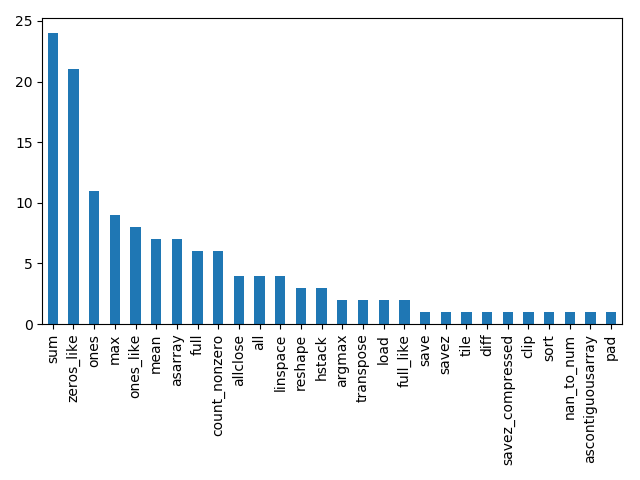 25
20
15
10
5
0
sum
zeros_like
ones
max
ones_like
mean
asarray
full
count_nonzero
allclose
all
linspace
reshape
hstack
argmax
transpose
load
full_like
save
savez
tile
diff
savez_compressed
clip
sort
nan_to_num
ascontiguousarray
pad